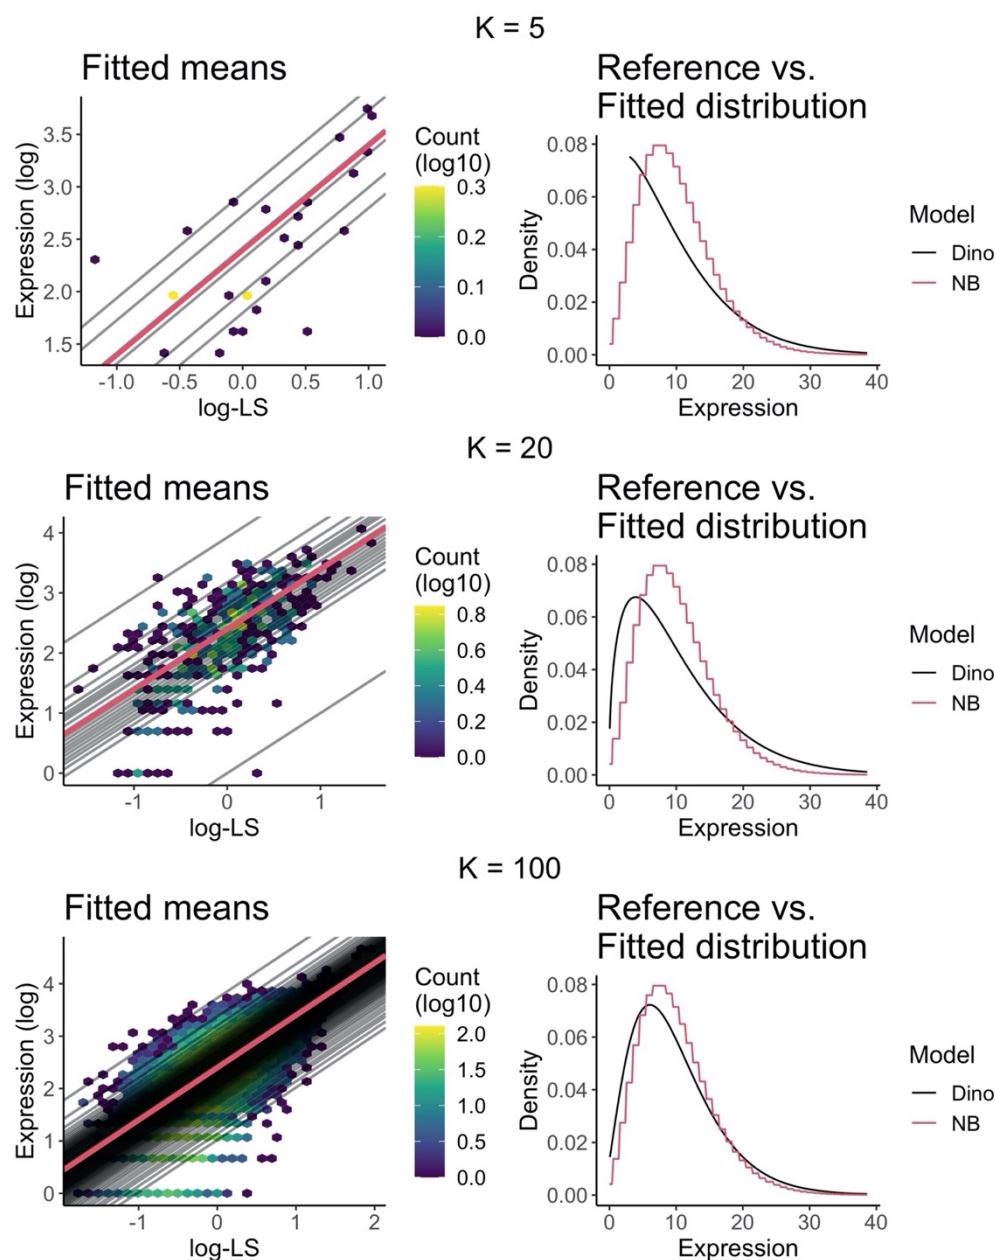 K = 5
Fitted means
Reference vs.
Fitted distribution
Expression (log)
3.5
3.0
2.5
2.0
1.5
-1.0 -0.5 0.0 0.5 1.0
log-LS
Count
(log10)
0.3
0.2
0.1
0.0
Density
0.08
0.06
0.04
0.02
0.00
0 10 20 30 40
Expression
Model
Dino
NB
K = 20
Fitted means
Reference vs.
Fitted distribution
Expression (log)
4
3
2
1
0
-1 0 1
log-LS
Count
(log10)
0.8
0.6
0.4
0.2
0.0
Density
0.08
0.06
0.04
0.02
0.00
0 10 20 30 40
Expression
Model
Dino
NB
K = 100
Fitted means
Reference vs.
Fitted distribution
Expression (log)
4
3
2
1
0
-1 0 1 2
log-LS
Count
(log10)
2.0
1.5
1.0
0.5
0.0
Density
0.08
0.06
0.04
0.02
0.00
0 10 20 30 40
Expression
Model
Dino
NB